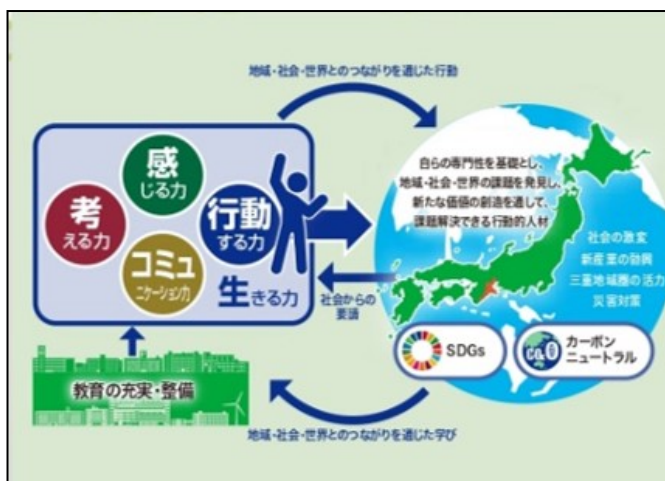 地域・社会・世界とのつながりを通じた行動
感
じる力
考
える力
行動
する力
コミュ
ニケーション力
生きる力
自らの専門性を基礎とし、
地域・社会・世界の課題を発見し、
新たな価値の創造を通して、
課題解決できる行動的人材
社会の激変
新産業の勃興
三重地域圏の活力
災害対策
社会からの
要請
SDGs
カーボン
ニュートラル
教育の充実・整備
地域・社会・世界とのつながりを通じた学び